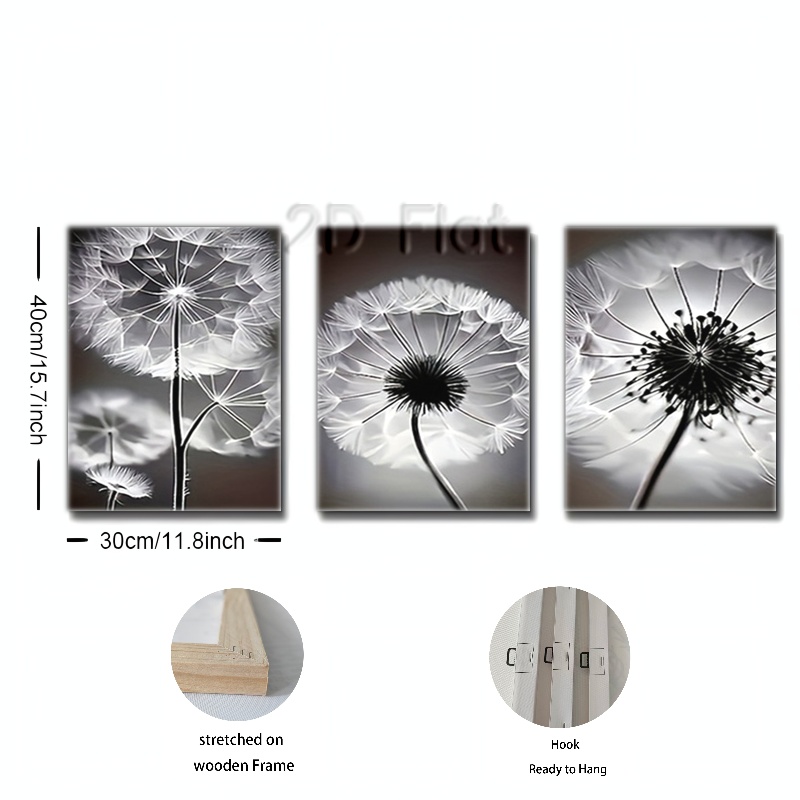 2D Flat
40cm/15.7inch
30cm/11.8inch
stretched on
wooden Frame
Hook
Ready to Hang